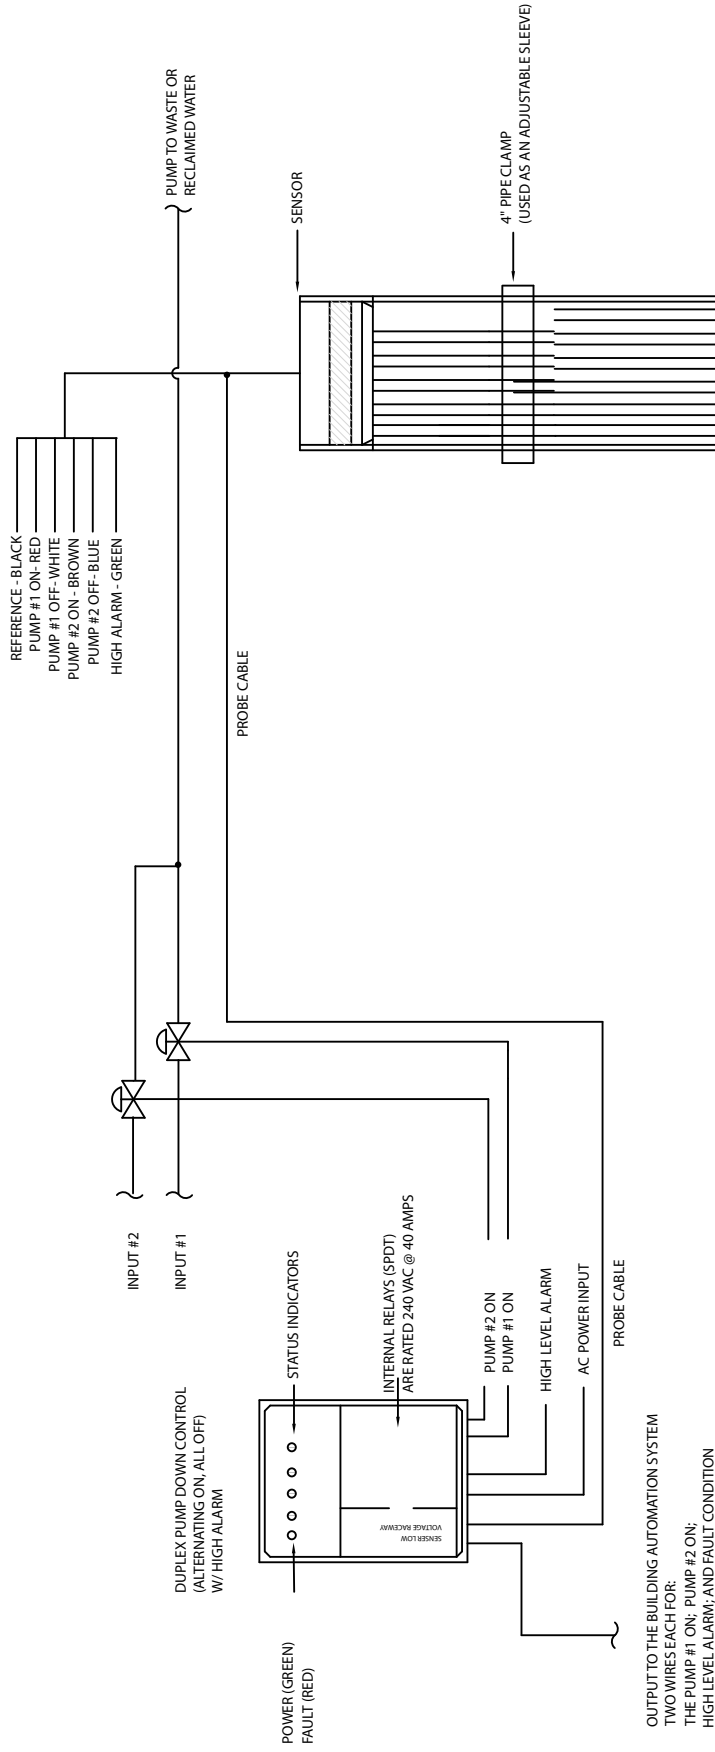 REFERENCE - BLACK
PUMP #1 ON- RED
PUMP #1 OFF- WHITE
PUMP #2 ON - BROWN
PUMP #2 OFF- BLUE
HIGH ALARM - GREEN
PUMP TO WASTE OR
RECLAIMED WATER
SENSOR
4" PIPE CLAMP
(USED AS AN ADJUSTABLE SLEEVE)
PROBE CABLE
INPUT #2
INPUT #1
DUPLEX PUMP DOWN CONTROL
(ALTERNATING ON, ALL OFF)
W/ HIGH ALARM
STATUS INDICATORS
INTERNAL RELAYS (SPDT)
ARE RATED 240 VAC @ 40 AMPS
POWER (GREEN)
FAULT (RED)
SENSER LOW
VOLTAGE RACEWAY
PUMP #2 ON
PUMP #1 ON
HIGH LEVEL ALARM
AC POWER INPUT
PROBE CABLE
OUTPUT TO THE BUILDING AUTOMATION SYSTEM
TWO WIRES EACH FOR:
THE PUMP #1 ON; PUMP #2 ON;
HIGH LEVEL ALARM; AND FAULT CONDITION